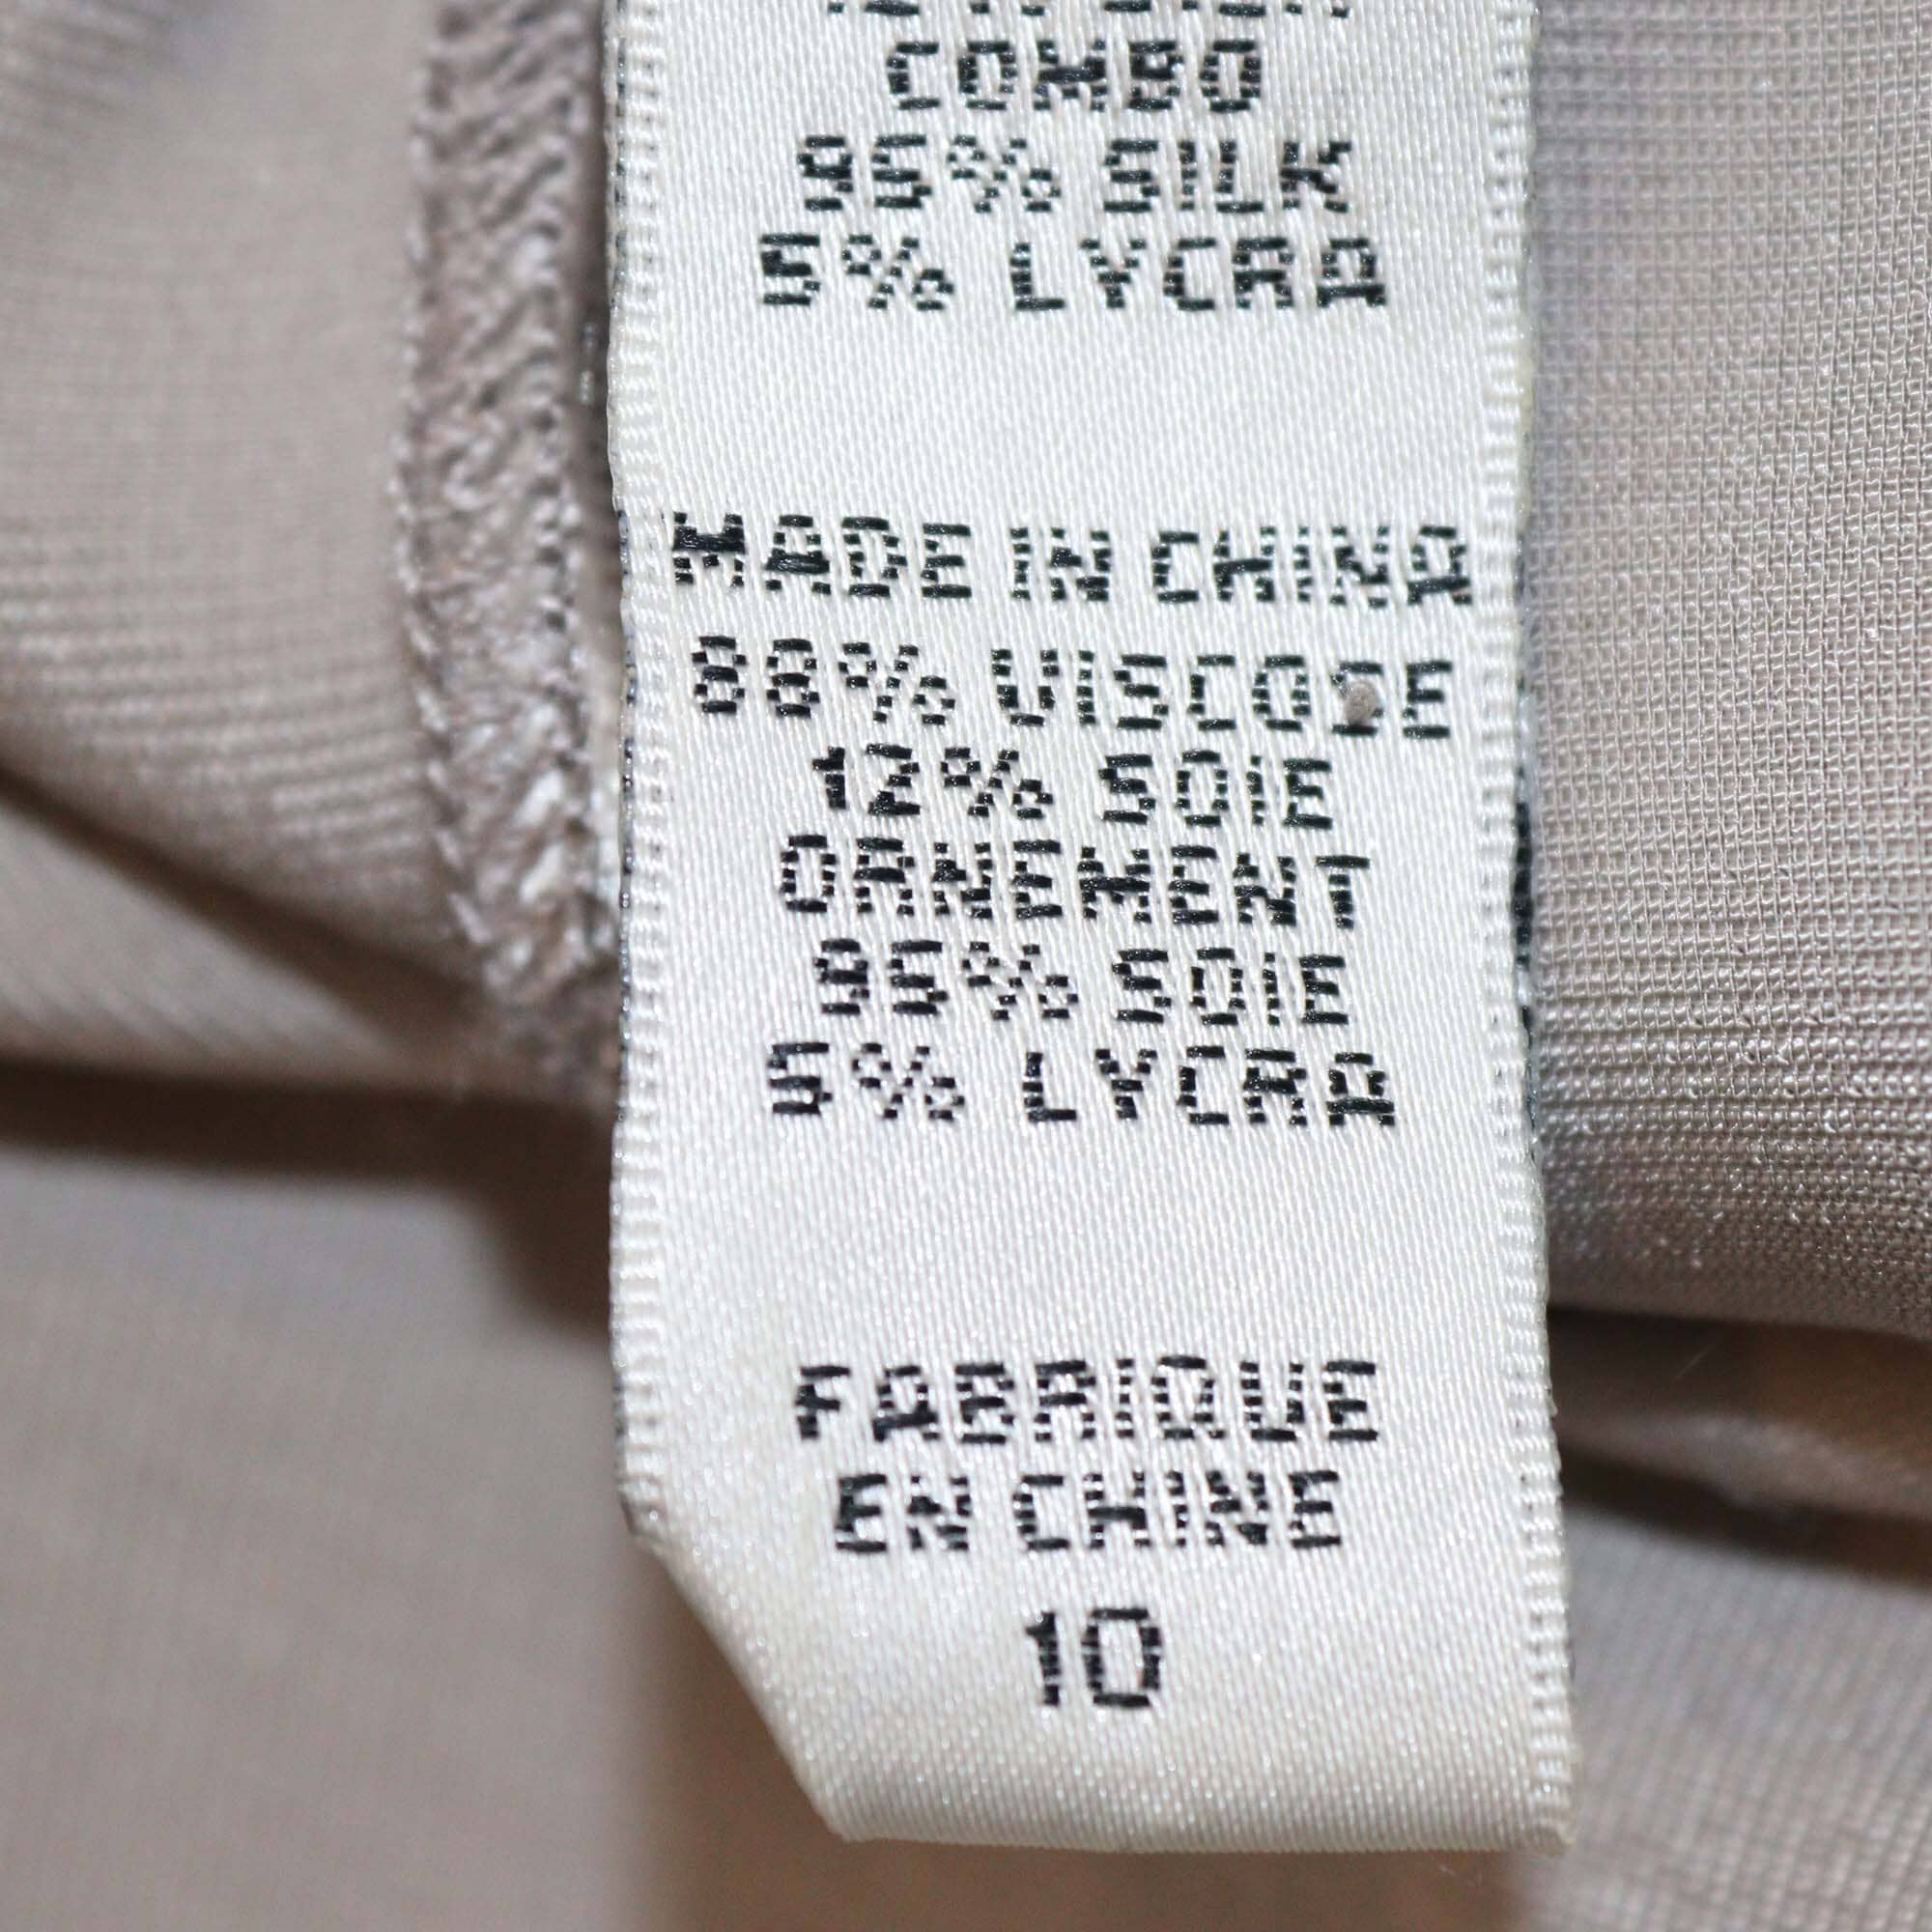 COMBO
95% SILK
5% LYCRA
MADE IN CHINA
88% VISCOSE
12% SOIE
ORNEMENT
95% SOIE
5% LYCRA
FABRIQUE
EN CHINE
10